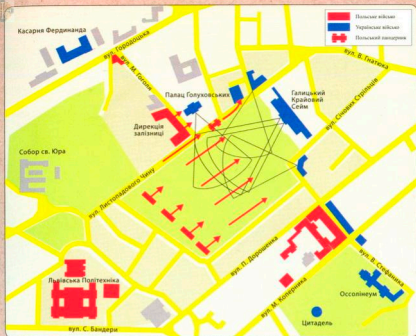 Польське військо
Українське військо
Польський панцерник
Касарня Фердинанда
вул. Городоцька
вул. М. Гоголя
вул. В. Гнатюка
Палац Голуховських
Галицький
Крайовий
Сейм
вул. Січових Стрільців
Дирекція
залізниці
Собор св. Юра
вул. Листопадового Чину
вул. П. Дорошенка
вул. В. Стефаника
Львівська Політехніка
вул. М. Коперника
Оссолінеум
Цитадель
вул. С. Бандери